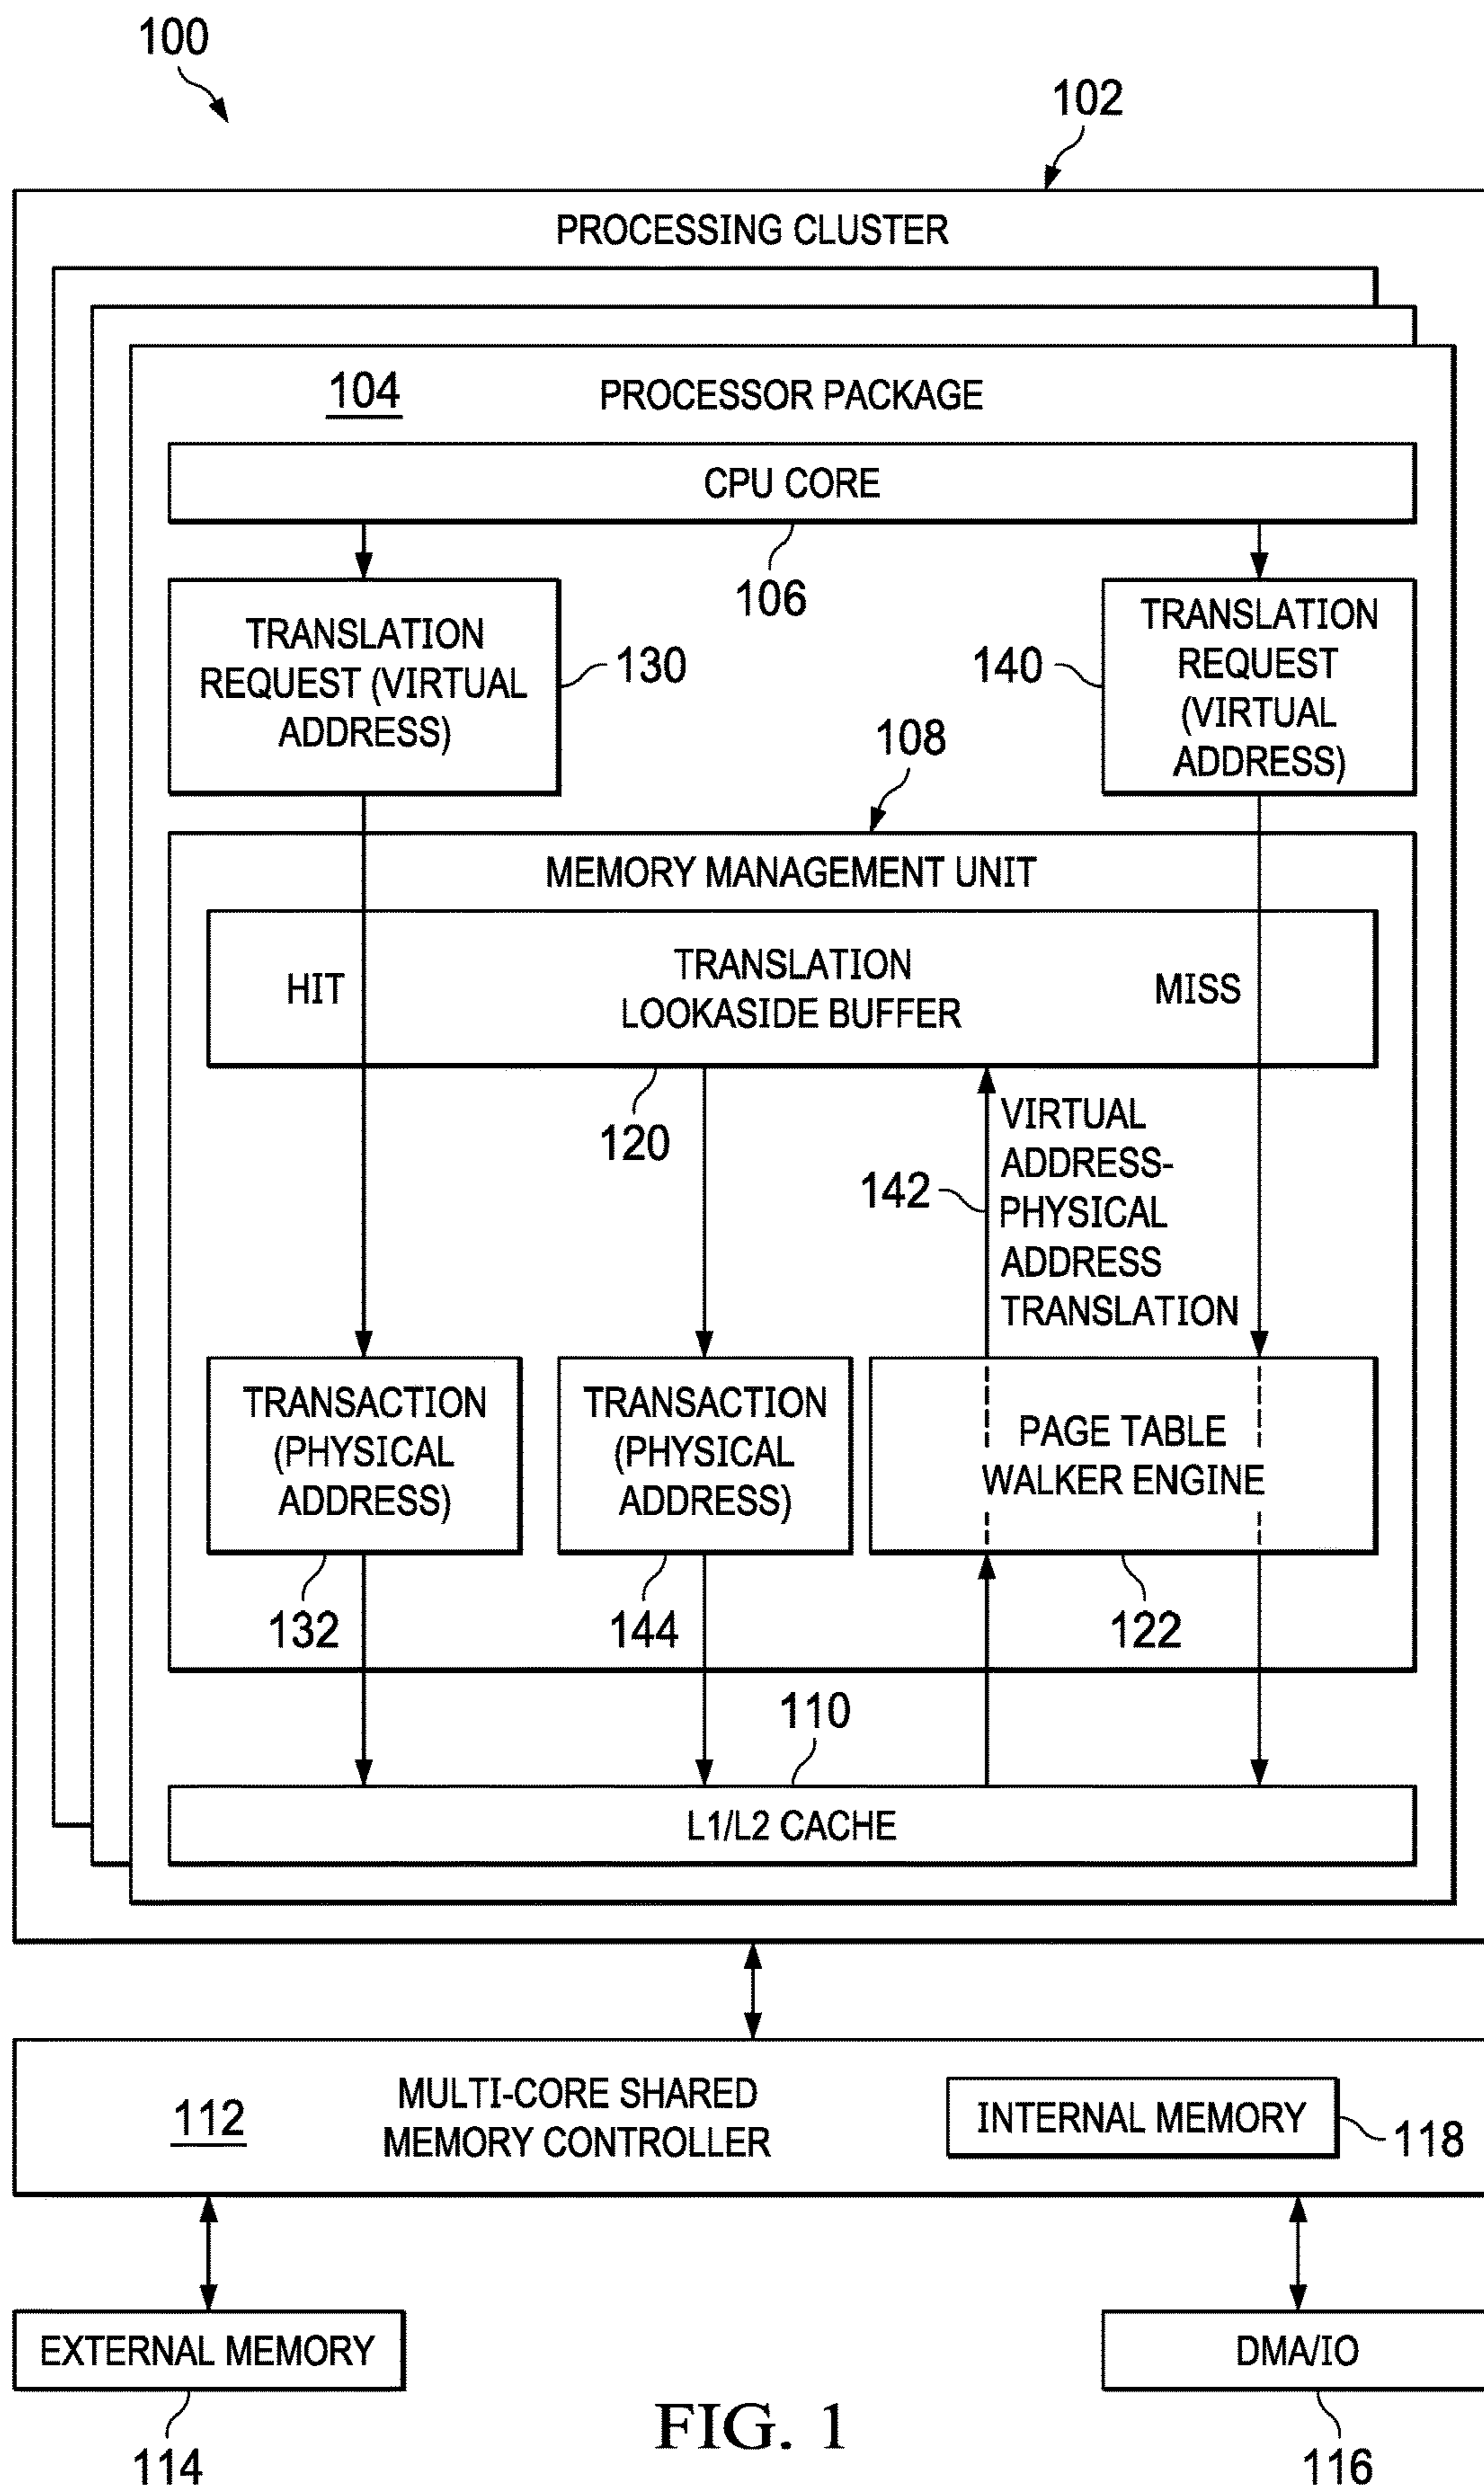 100
102
PROCESSING CLUSTER
104
PROCESSOR PACKAGE
CPU CORE
106
TRANSLATION
REQUEST (VIRTUAL
ADDRESS)
130
140
TRANSLATION
REQUEST
(VIRTUAL
ADDRESS)
108
MEMORY MANAGEMENT UNIT
HIT
TRANSLATION
LOOKASIDE BUFFER
MISS
120
142
VIRTUAL
ADDRESS-
PHYSICAL
ADDRESS
TRANSLATION
TRANSACTION
(PHYSICAL
ADDRESS)
TRANSACTION
(PHYSICAL
ADDRESS)
PAGE TABLE
WALKER ENGINE
132
144
122
110
L1/L2 CACHE
112
MULTI-CORE SHARED
MEMORY CONTROLLER
INTERNAL MEMORY
118
EXTERNAL MEMORY
DMA/IO
114
FIG. 1
116